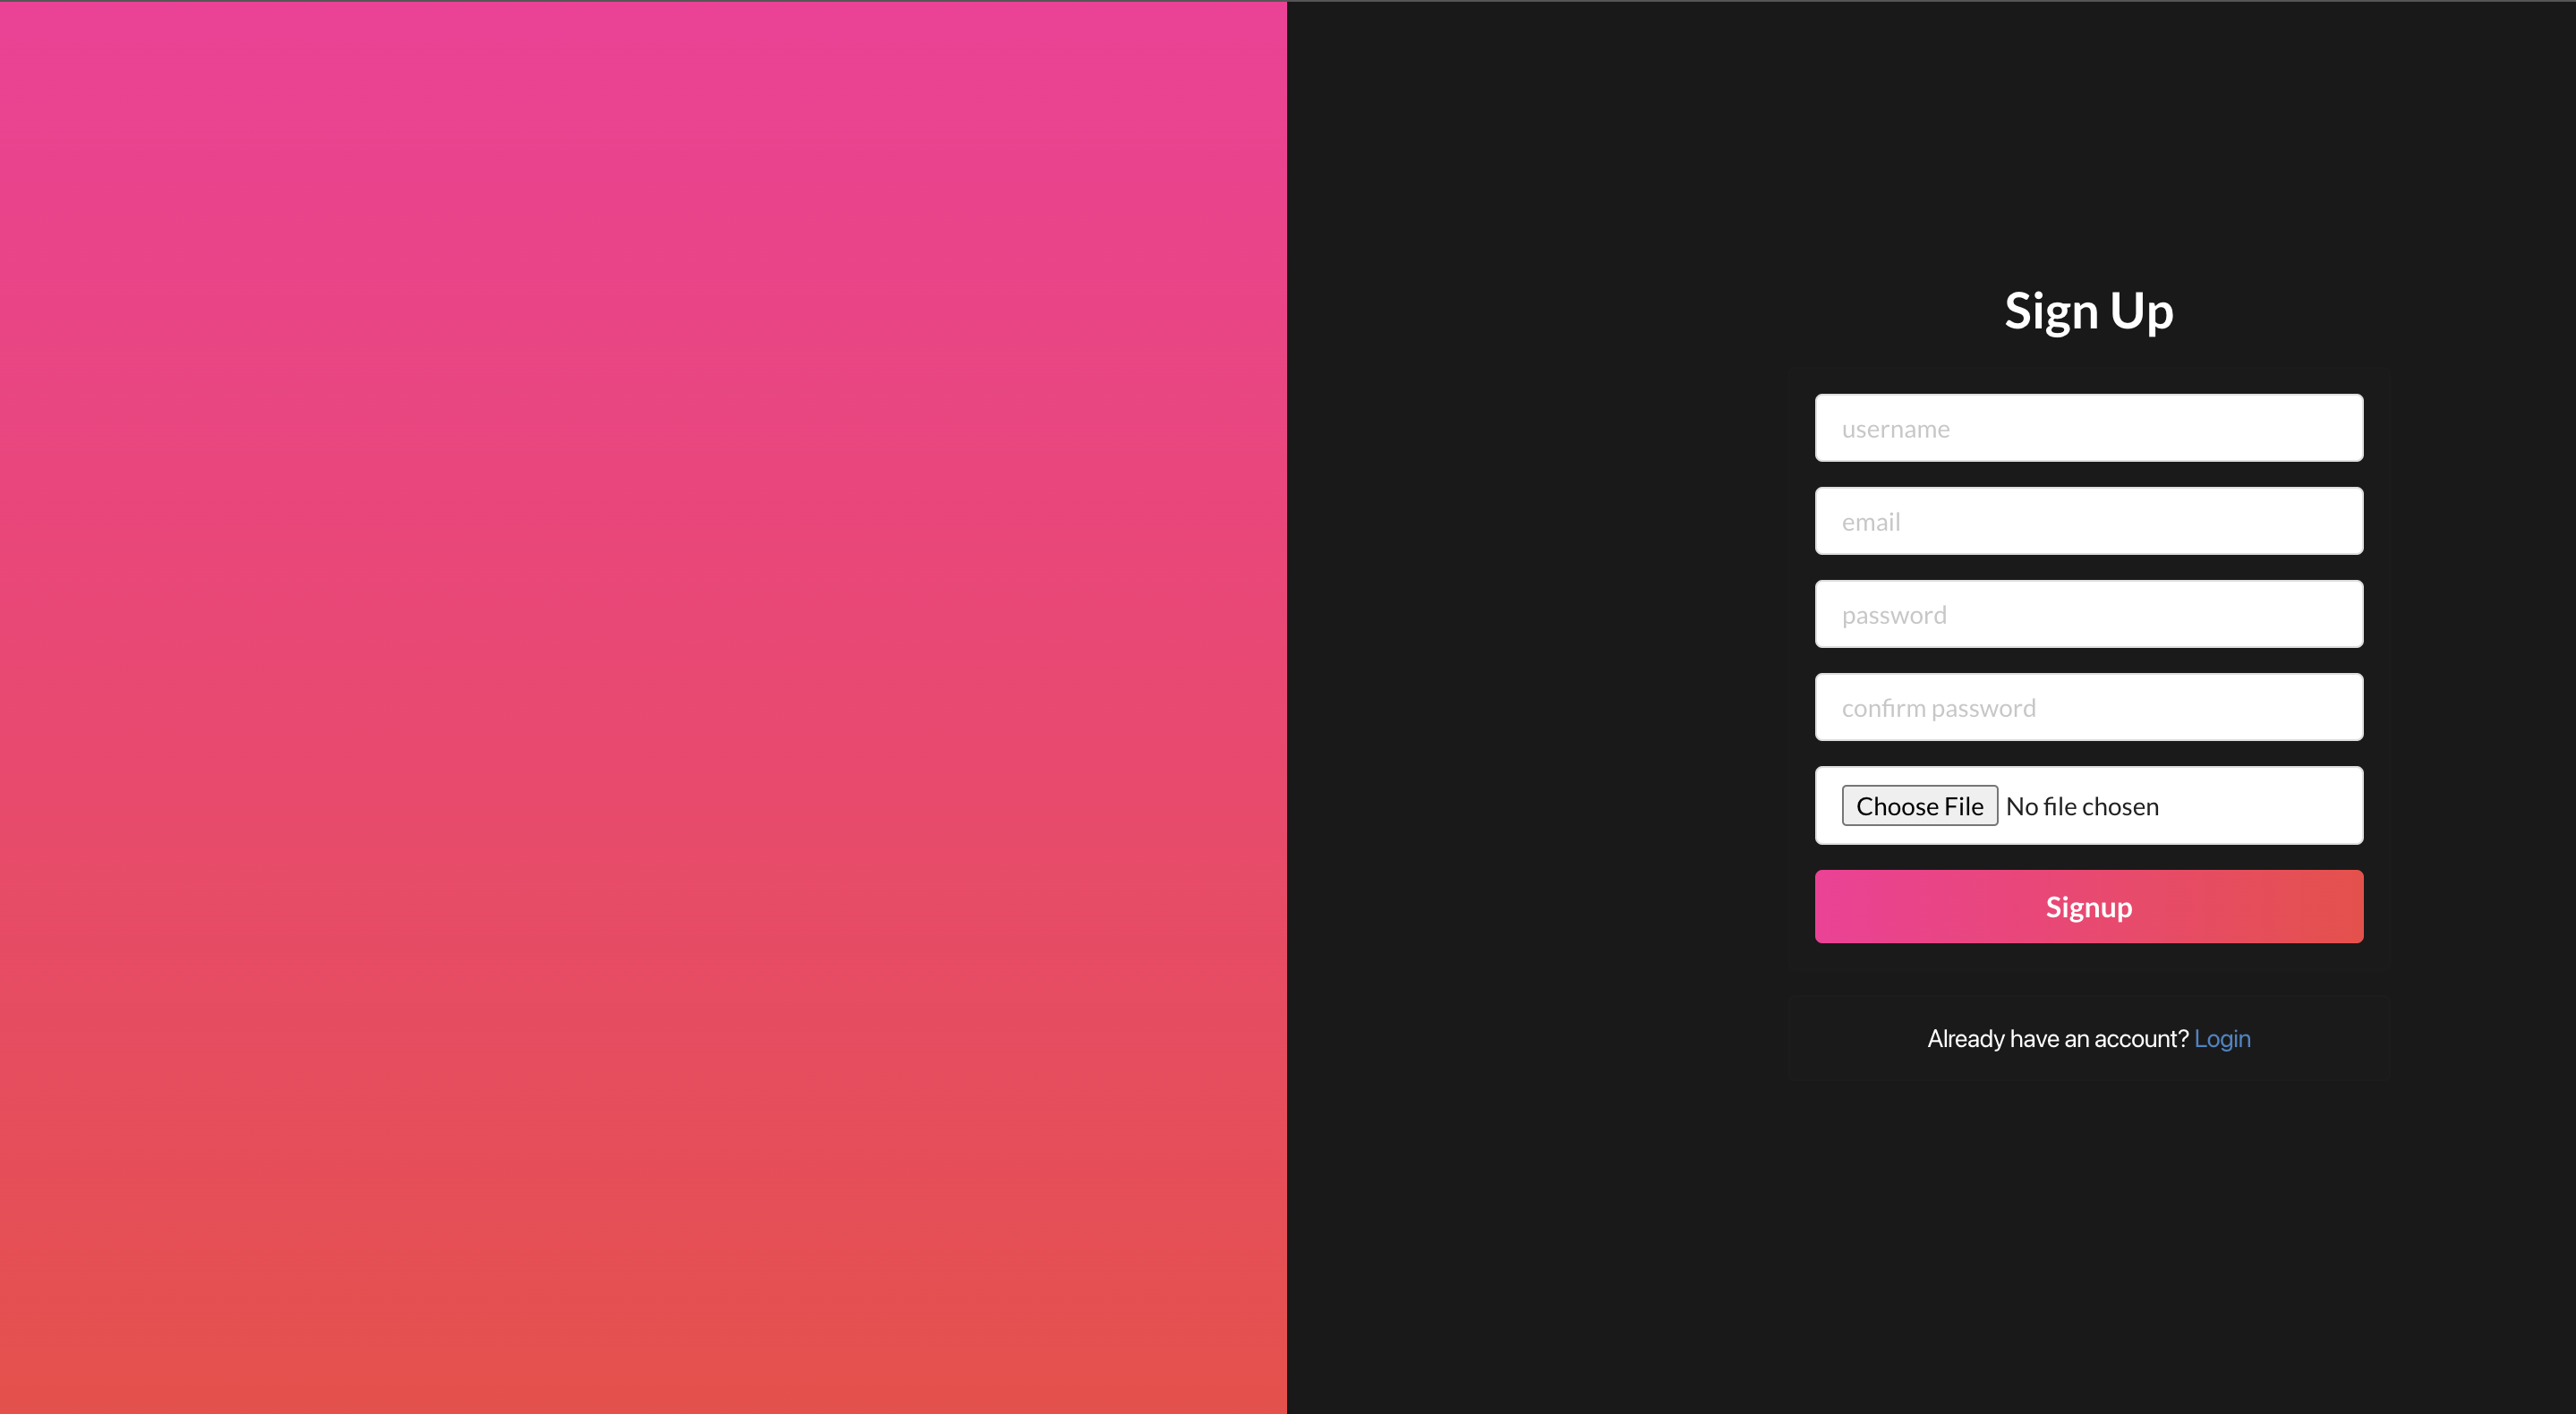 Sign Up
username
email
password
confirm password
Choose File No file chosen
Signup
Already have an account? Login